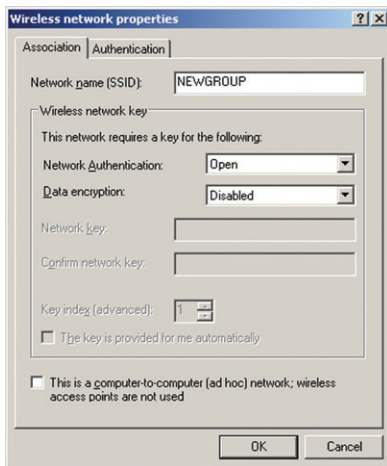 Wireless network properties
Association
Authentication
Network name (SSID):
NEWGROUP
Wireless network key
This network requires a key for the following:
Network Authentication:
Open
Data encryption:
Disabled
Network key:
Confirm network key:
Key index (advanced):
1
The key is provided for me automatically
This is a computer-to-computer (ad hoc) network; wireless
access points are not used
OK
Cancel